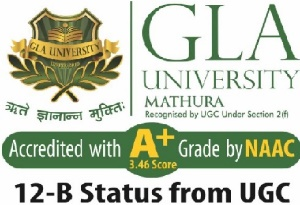 GLA UNIVERSITY
ऋते ज्ञानान्न मुक्तिः
GLA
UNIVERSITY
MATHURA
Recognised by UGC Under Section 2(f)
Accredited with A+ Grade by NAAC
3.46 Score
12-B Status from UGC